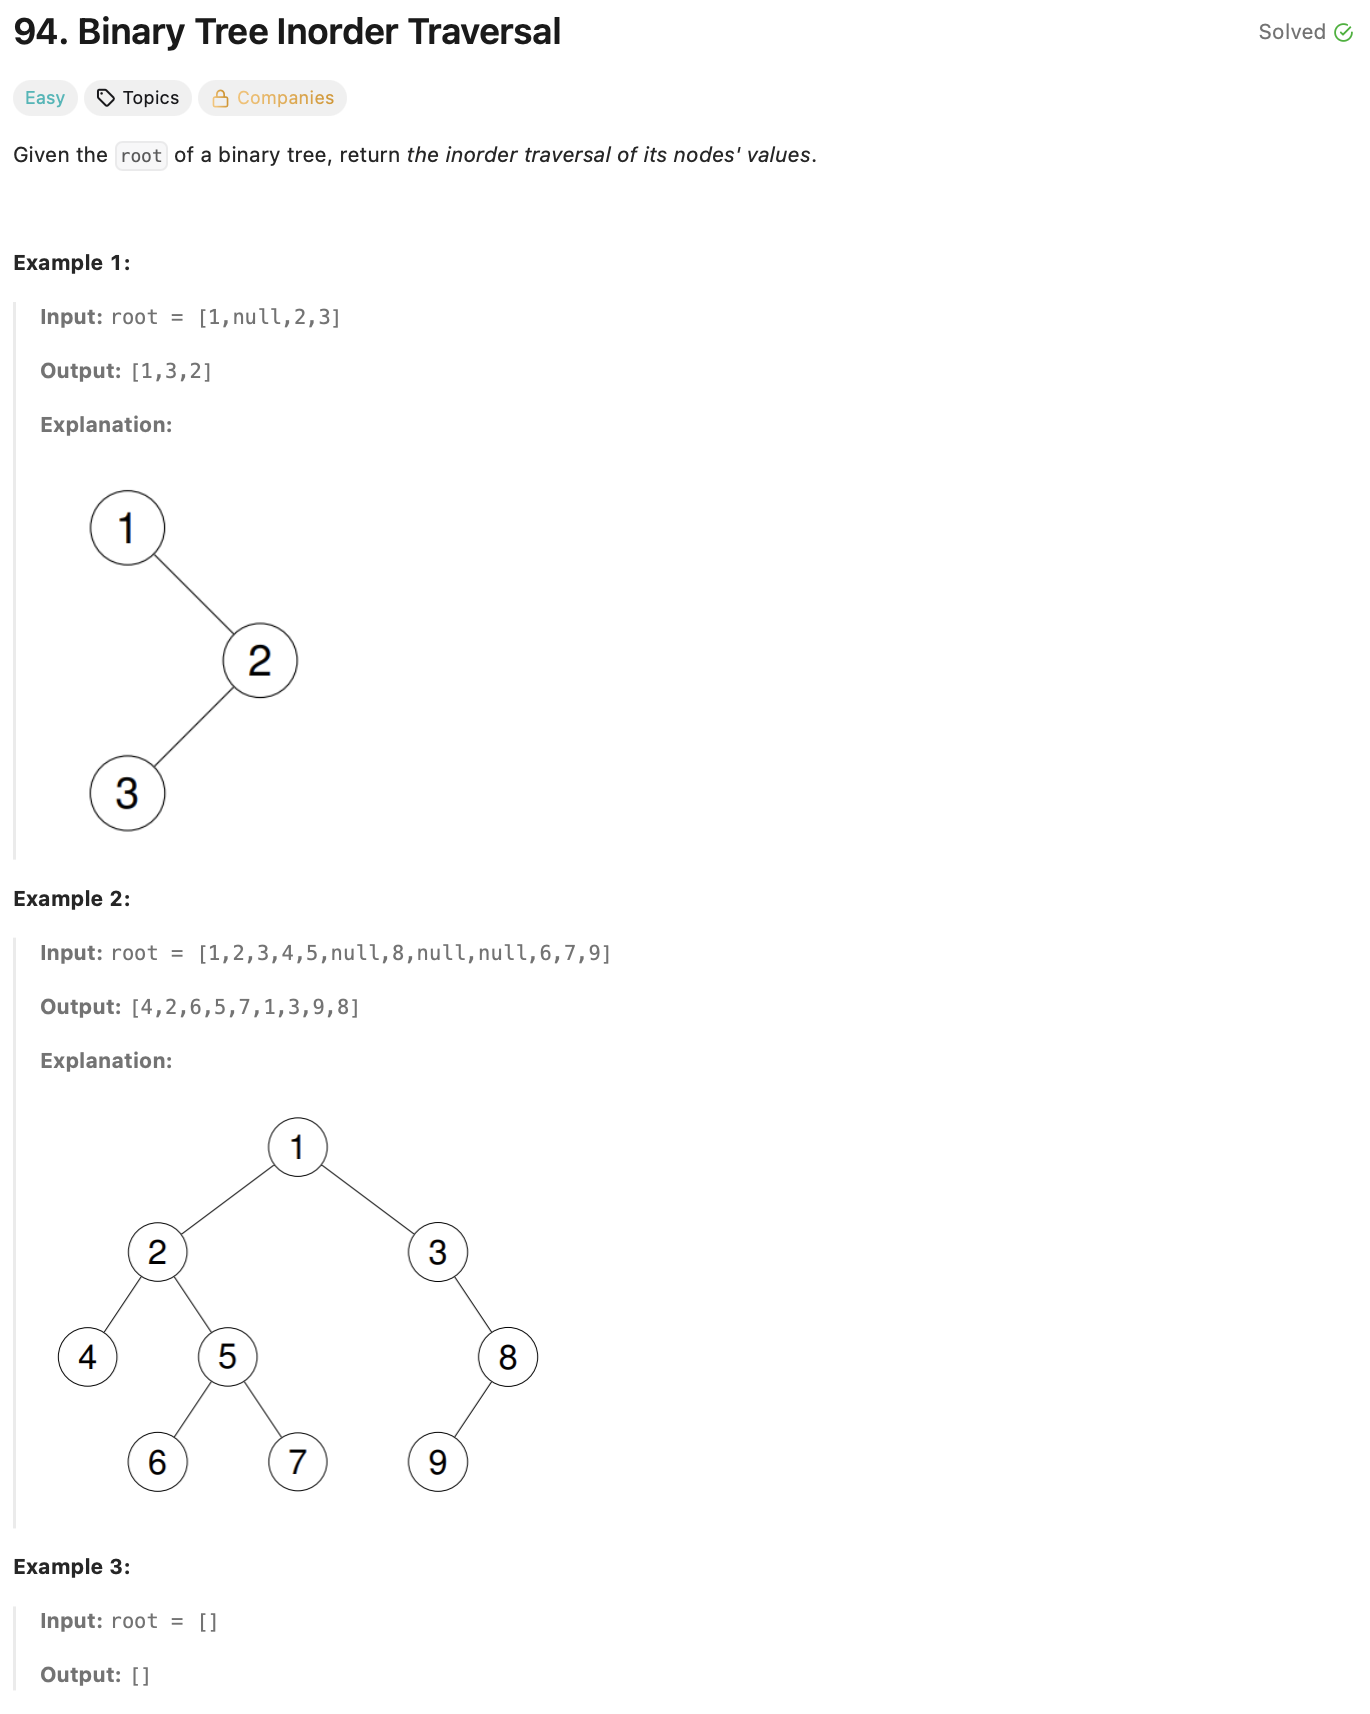 94. Binary Tree Inorder Traversal
Solved
Easy Topics Companies
Given the root of a binary tree, return the inorder traversal of its nodes' values.
Example 1:
Input: root = [1,null,2,3]
Output: [1,3,2]
Explanation:
1
2
3
Example 2:
Input: root = [1,2,3,4,5,null,8,null,null,6,7,9]
Output: [4,2,6,5,7,1,3,9,8]
Explanation:
1
2 3
4 5 8
6 7 9
Example 3:
Input: root = []
Output: []